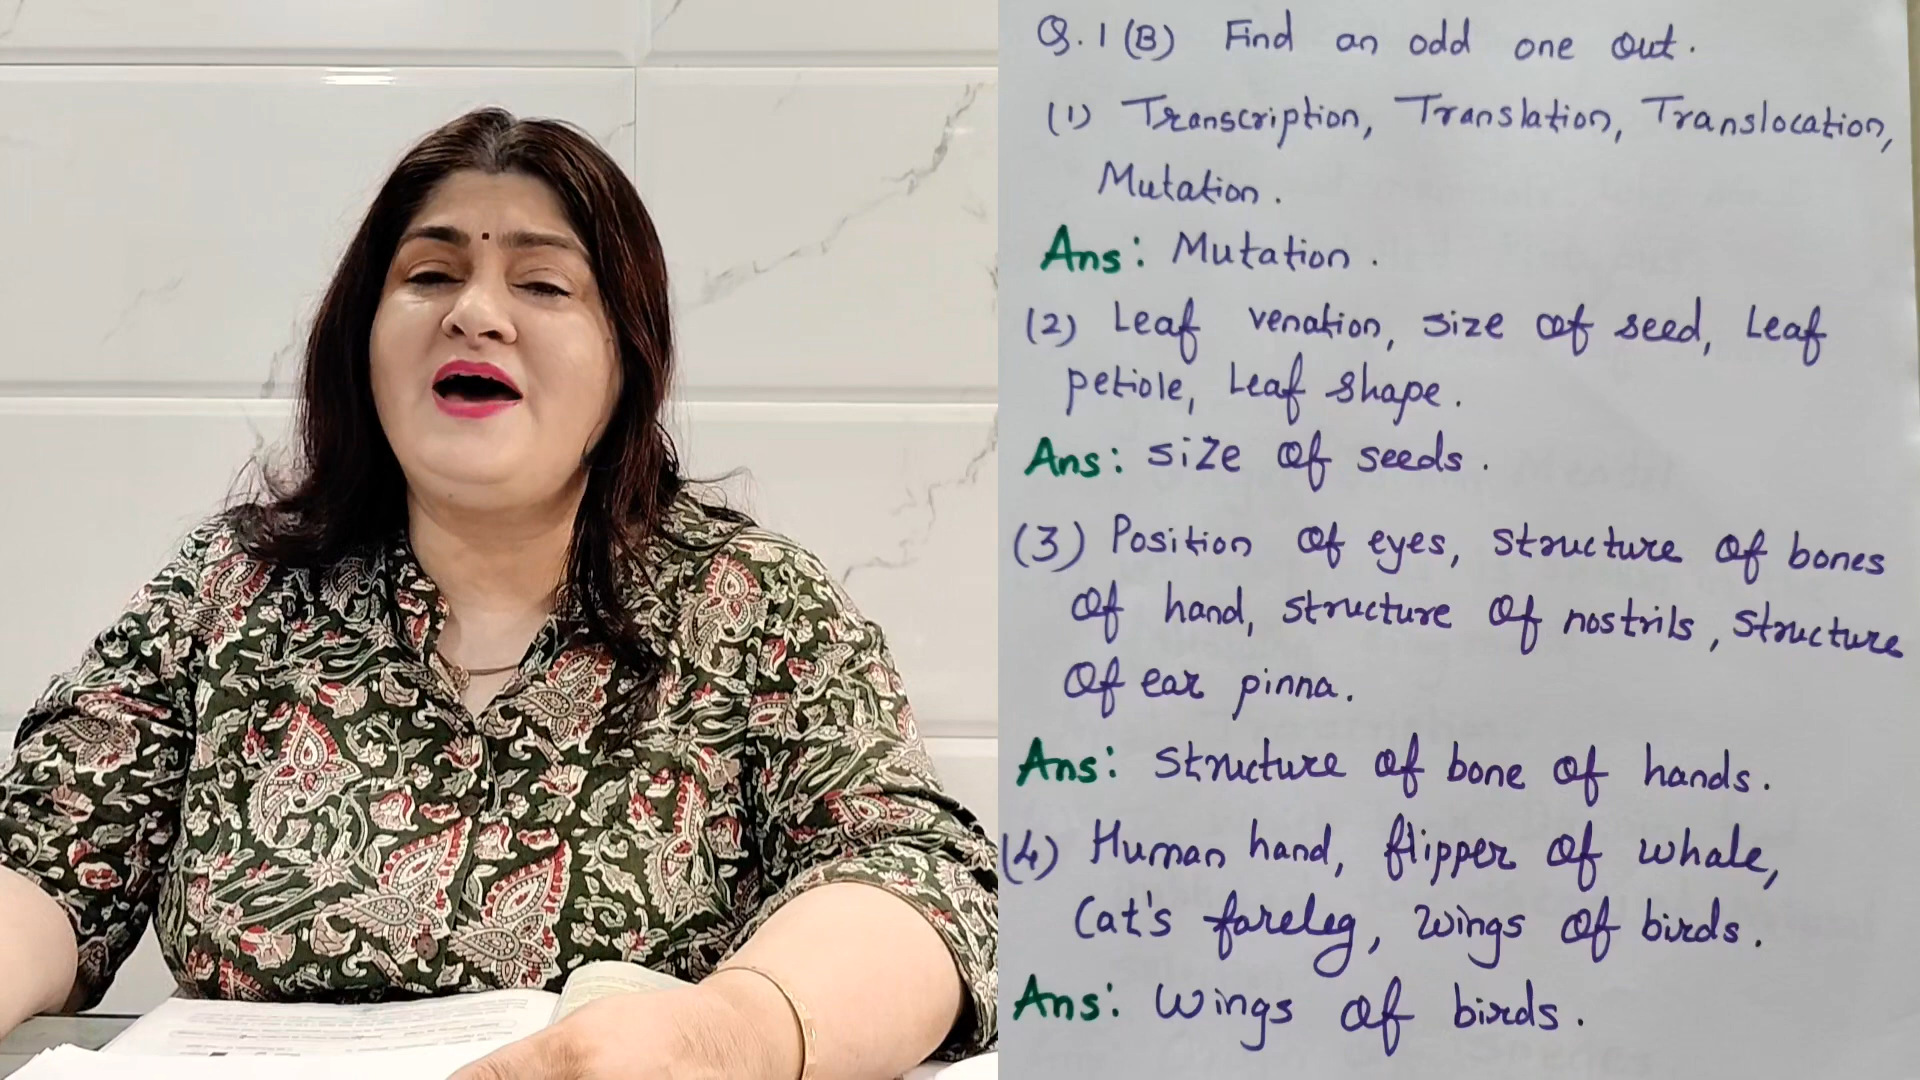 Q.1(B) Find an odd one out.
(1) Transcription, Translation, Translocation,
Mutation.
Ans: Mutation.
(2) Leaf venation, size of seed, Leaf
petiole, Leaf shape.
Ans: size of seeds.
(3) Position of eyes, structure of bones
of hand, structure of nostrils, structure
of ear pinna.
Ans: structure of bone of hands.
(4) Human hand, flipper of whale,
Cat's foreleg, wings of birds.
Ans: wings of birds.